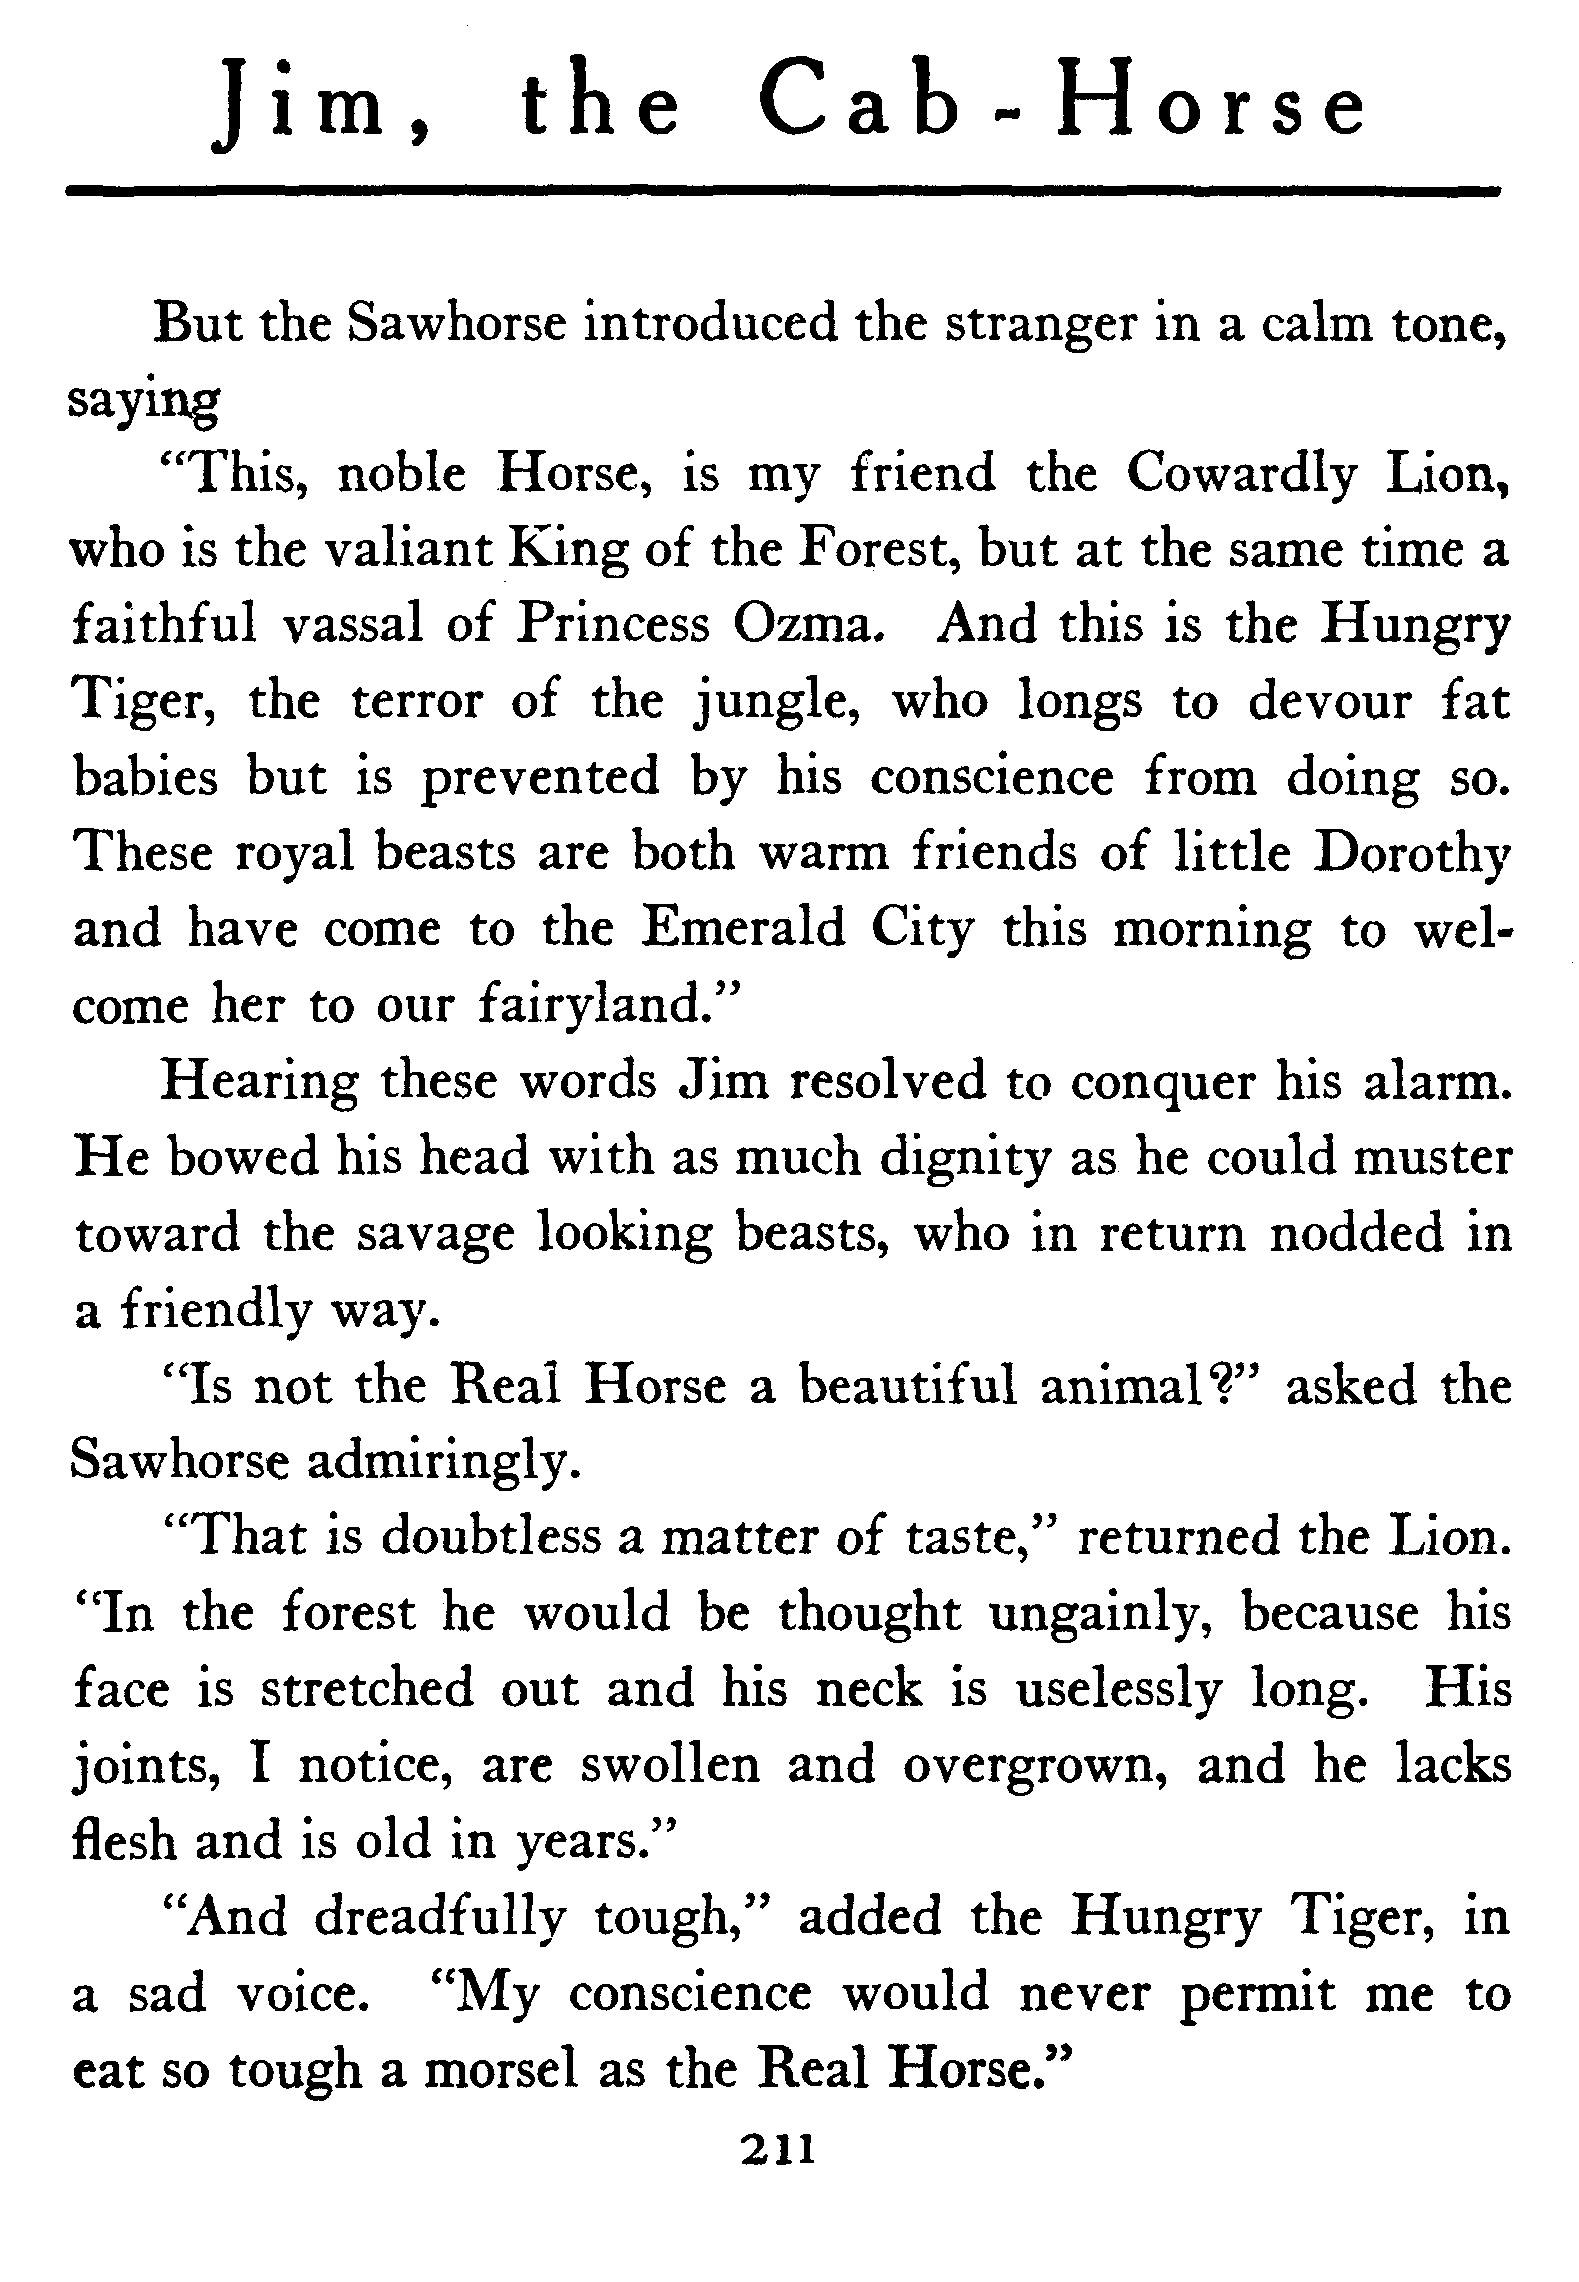 Jim, the Cab-Horse
But the Sawhorse introduced the stranger in a calm tone,
saying
“This, noble Horse, is my friend the Cowardly Lion,
who is the valiant King of the Forest, but at the same time a
faithful vassal of Princess Ozma. And this is the Hungry
Tiger, the terror of the jungle, who longs to devour fat
babies but is prevented by his conscience from doing so.
These royal beasts are both warm friends of little Dorothy
and have come to the Emerald City this morning to wel-
come her to our fairyland.”
Hearing these words Jim resolved to conquer his alarm.
He bowed his head with as much dignity as he could muster
toward the savage looking beasts, who in return nodded in
a friendly way.
“Is not the Real Horse a beautiful animal?” asked the
Sawhorse admiringly.
“That is doubtless a matter of taste,” returned the Lion.
“In the forest he would be thought ungainly, because his
face is stretched out and his neck is uselessly long. His
joints, I notice, are swollen and overgrown, and he lacks
flesh and is old in years.”
“And dreadfully tough,” added the Hungry Tiger, in
a sad voice. “My conscience would never permit me to
eat so tough a morsel as the Real Horse.”
211